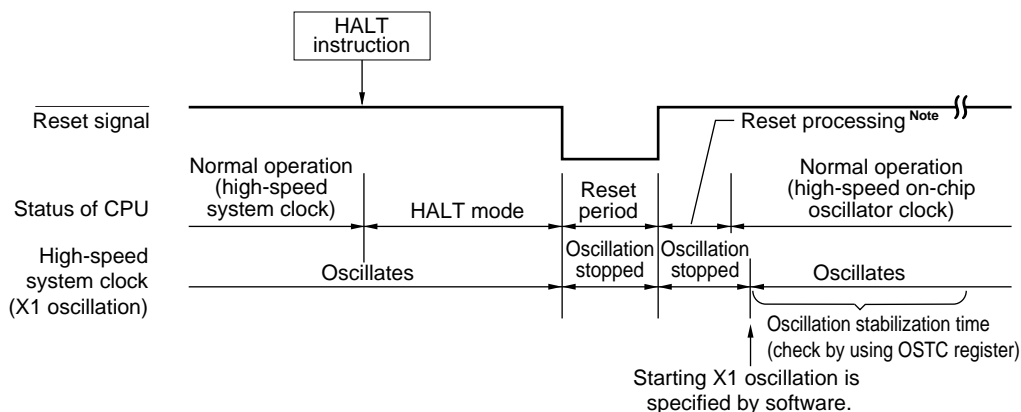 HALT
instruction
Reset signal
Reset processing Note
Status of CPU
Normal operation
(high-speed
system clock)
HALT mode
Reset
period
Normal operation
(high-speed on-chip
oscillator clock)
High-speed
system clock
(X1 oscillation)
Oscillates
Oscillation
stopped
Oscillation
stopped
Oscillates
Oscillation stabilization time
(check by using OSTC register)
Starting X1 oscillation is
specified by software.